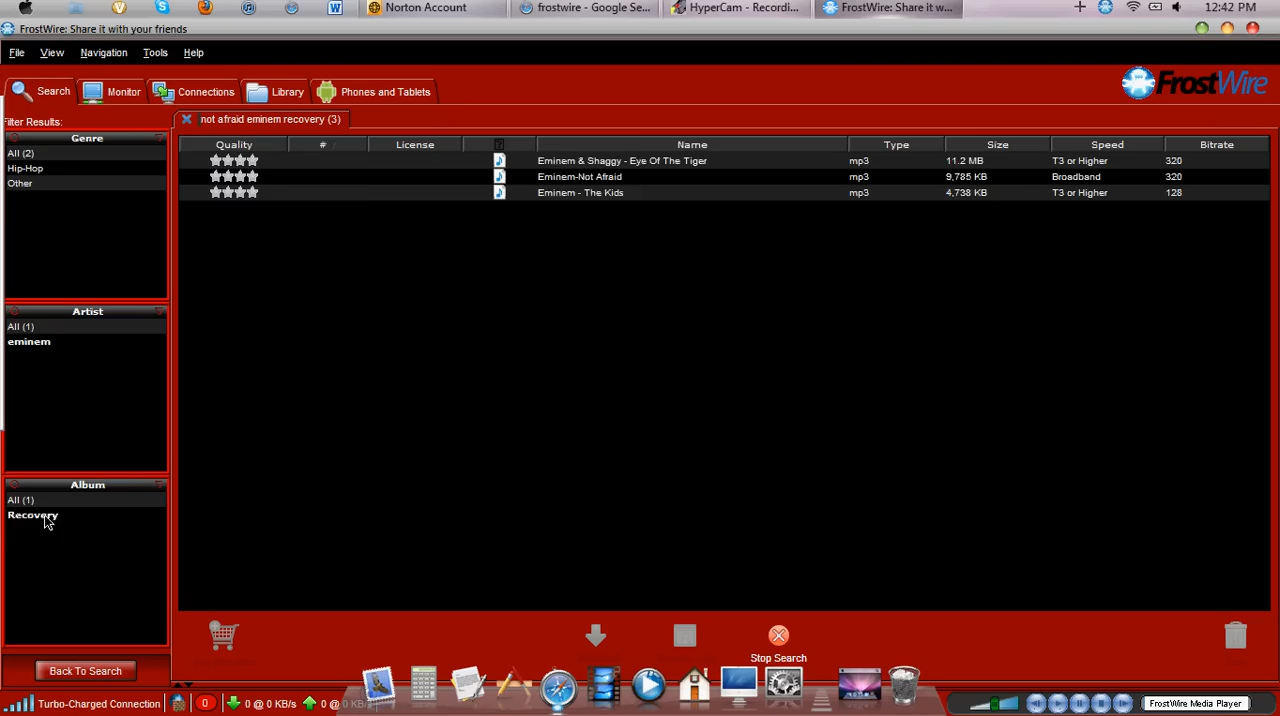 Norton Account
frostwire - Google Se...
HyperCam - Recordi...
FrostWire: Share it w...
12:42 PM
FrostWire: Share it with your friends
File View Navigation Tools Help
Search Monitor Connections Library Phones and Tablets
FrostWire
Filter Results:
not afraid eminem recovery (3)
Genre
All (2)
Hip-Hop
Other
Artist
All (1)
eminem
Album
All (1)
Recovery
Back To Search
Quality # License ? Name Type Size Speed Bitrate
Eminem & Shaggy - Eye Of The Tiger mp3 11.2 MB T3 or Higher 320
Eminem-Not Afraid mp3 9,785 KB Broadband 320
Eminem - The Kids mp3 4,738 KB T3 or Higher 128
Stop Search
Turbo-Charged Connection 0 0 @ 0 KB/s 0 @ 0 KB/s
FrostWire Media Player